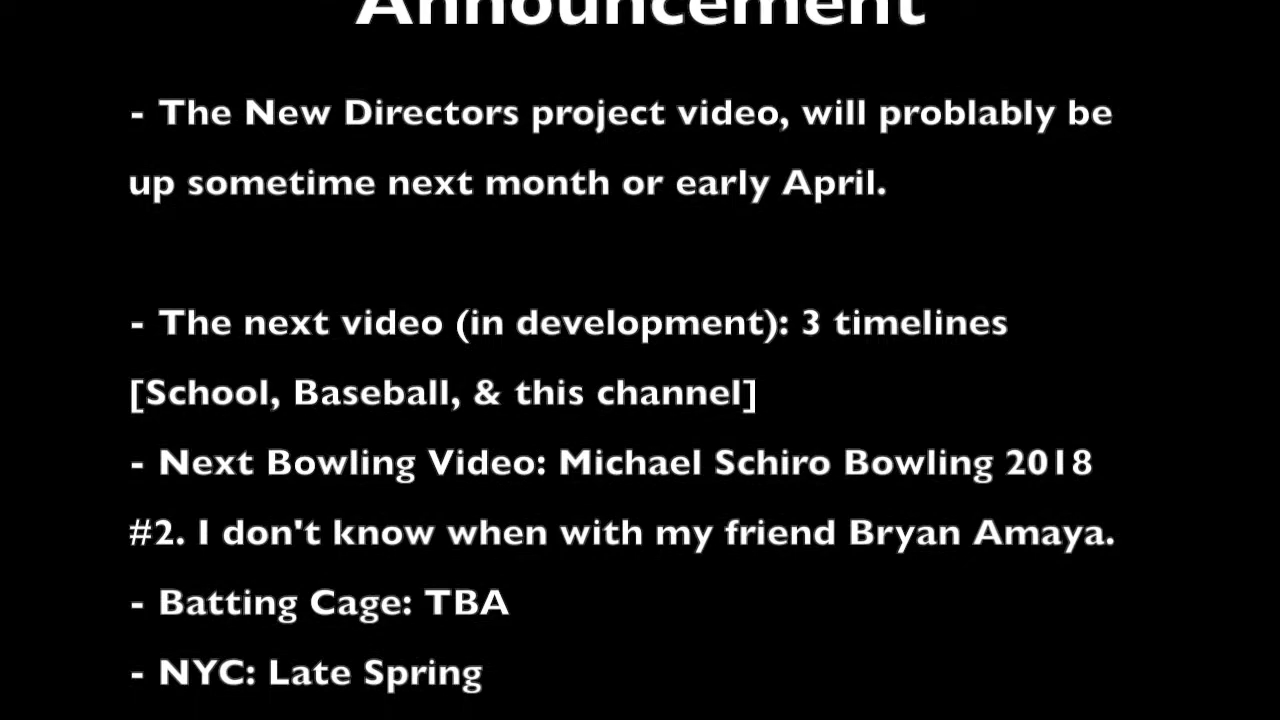 Announcement
- The New Directors project video, will problably be
up sometime next month or early April.
- The next video (in development): 3 timelines
[School, Baseball, & this channel]
- Next Bowling Video: Michael Schiro Bowling 2018
#2. I don't know when with my friend Bryan Amaya.
- Batting Cage: TBA
- NYC: Late Spring